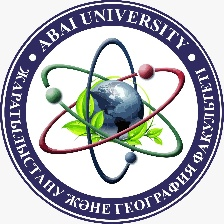 • ABAI UNIVERSITY •
ЖАРАТЫЛЫСТАНУ ЖӘНЕ ГЕОГРАФИЯ ФАКУЛЬТЕТІ